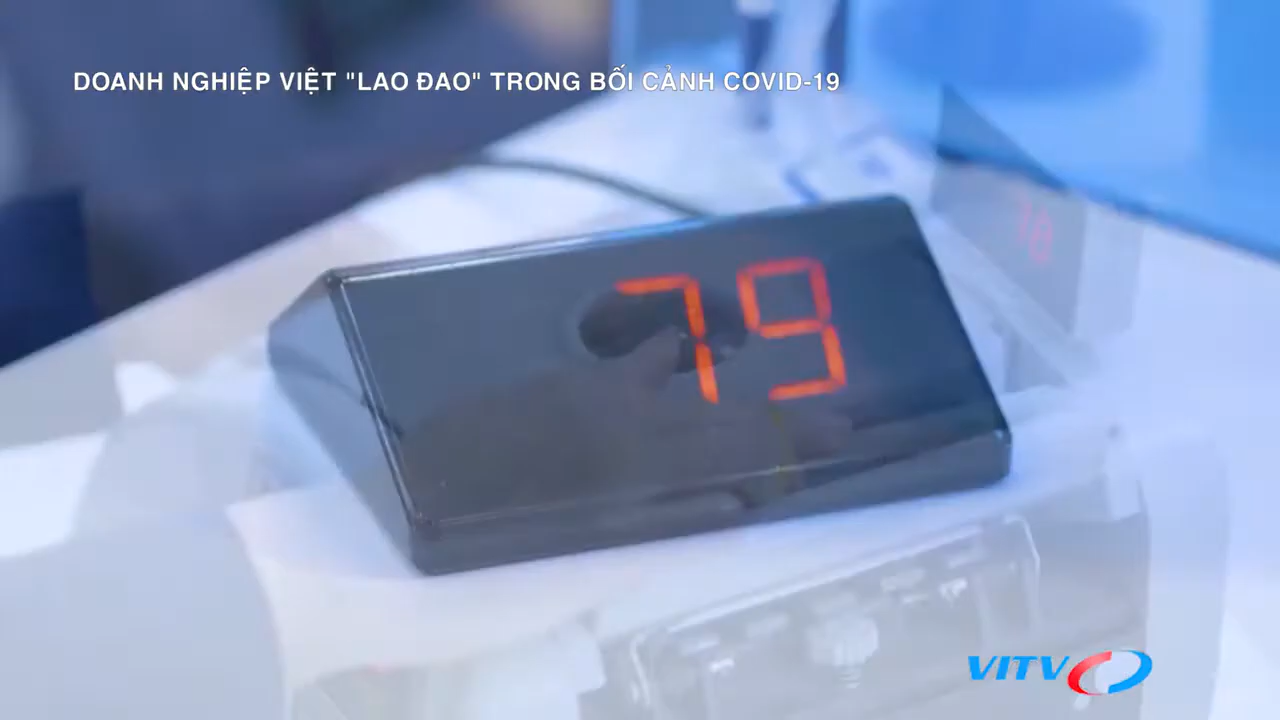 DOANH NGHIỆP VIỆT "LAO ĐAO" TRONG BỐI CẢNH COVID-19
79
VITV